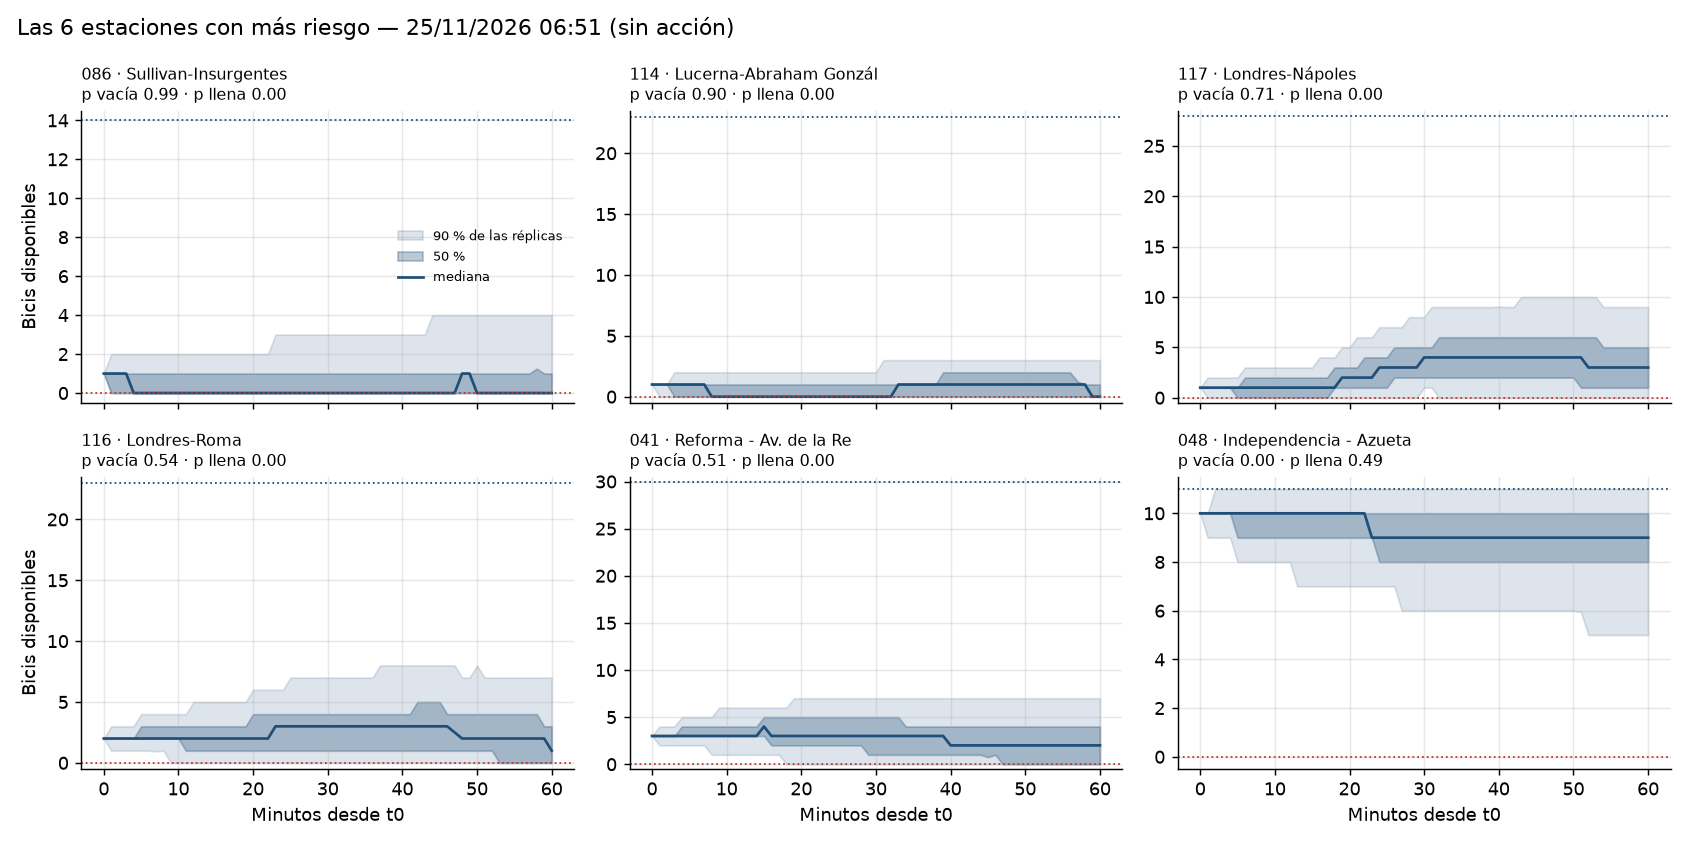 Las 6 estaciones con más riesgo — 25/11/2026 06:51 (sin acción)
086 · Sullivan-Insurgentes
p vacía 0.99 · p llena 0.00
14
12
10
8
6
4
2
0
Bicis disponibles
90 % de las réplicas
50 %
mediana
114 · Lucerna-Abraham Gonzál
p vacía 0.90 · p llena 0.00
20
15
10
5
0
117 · Londres-Nápoles
p vacía 0.71 · p llena 0.00
25
20
15
10
5
0
116 · Londres-Roma
p vacía 0.54 · p llena 0.00
20
15
10
5
0
Bicis disponibles
0 10 20 30 40 50 60
Minutos desde t0
041 · Reforma - Av. de la Re
p vacía 0.51 · p llena 0.00
30
25
20
15
10
5
0
0 10 20 30 40 50 60
Minutos desde t0
048 · Independencia - Azueta
p vacía 0.00 · p llena 0.49
10
8
6
4
2
0
0 10 20 30 40 50 60
Minutos desde t0